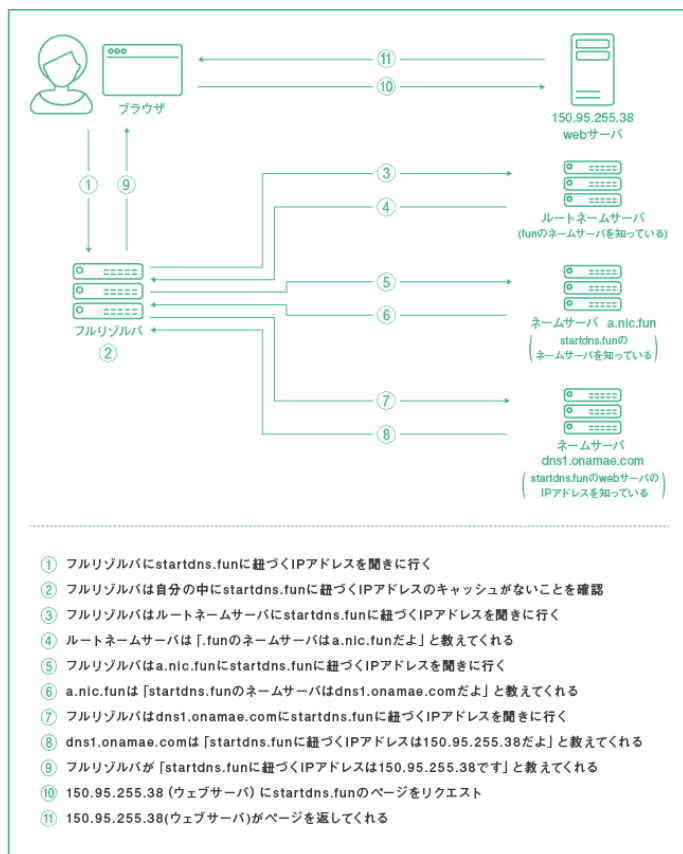 ⑪
⑩
ブラウザ
150.95.255.38
webサーバ
①
⑨
③
④
ルートネームサーバ
(funのネームサーバを知っている)
⑤
⑥
フルリゾルバ
②
ネームサーバ a.nic.fun
(startdns.funの
ネームサーバを知っている)
⑦
⑧
ネームサーバ
dns1.onamae.com
(startdns.funのwebサーバの
IPアドレスを知っている)
① フルリゾルバにstartdns.funに紐づくIPアドレスを聞きに行く
② フルリゾルバは自分の中にstartdns.funに紐づくIPアドレスのキャッシュがないことを確認
③ フルリゾルバはルートネームサーバにstartdns.funに紐づくIPアドレスを聞きに行く
④ ルートネームサーバは「.funのネームサーバはa.nic.funだよ」と教えてくれる
⑤ フルリゾルバはa.nic.funにstartdns.funに紐づくIPアドレスを聞きに行く
⑥ a.nic.funは「startdns.funのネームサーバはdns1.onamae.comだよ」と教えてくれる
⑦ フルリゾルバはdns1.onamae.comにstartdns.funに紐づくIPアドレスを聞きに行く
⑧ dns1.onamae.comは「startdns.funに紐づくIPアドレスは150.95.255.38だよ」と教えてくれる
⑨ フルリゾルバが「startdns.funに紐づくIPアドレスは150.95.255.38です」と教えてくれる
⑩ 150.95.255.38 (ウェブサーバ) にstartdns.funのページをリクエスト
⑪ 150.95.255.38(ウェブサーバ)がページを返してくれる